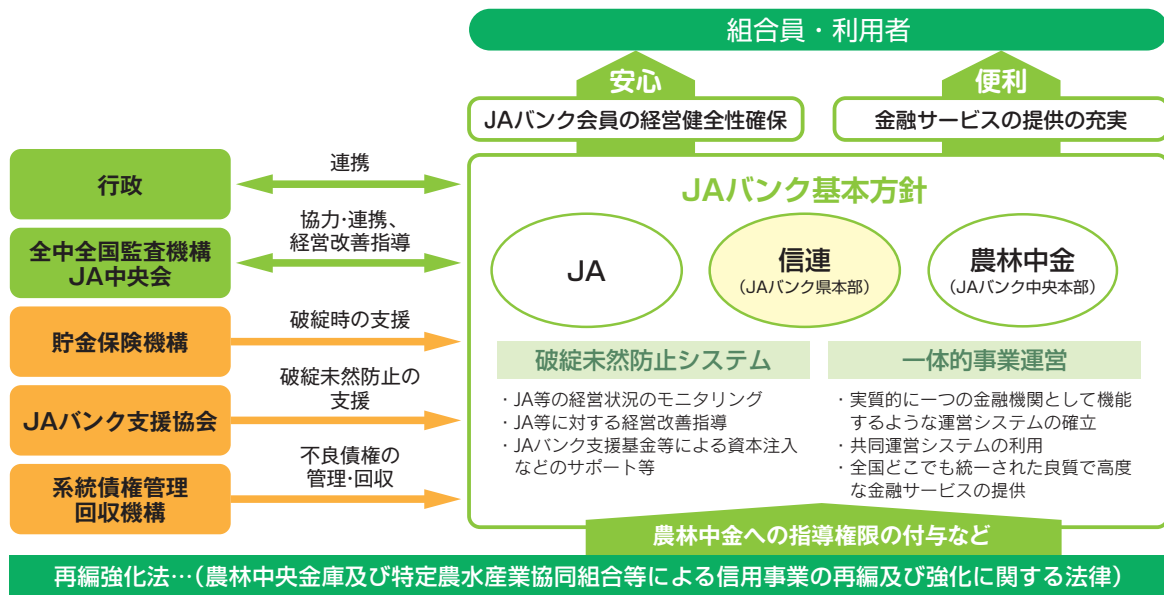 組合員・利用者
安心
便利
JAバンク会員の経営健全性確保
金融サービスの提供の充実
行政
連携
全中全国監査機構
JA中央会
協力･連携、
経営改善指導
貯金保険機構
破綻時の支援
JAバンク支援協会
破綻未然防止の
支援
系統債権管理
回収機構
不良債権の
管理･回収
JAバンク基本方針
JA
信連
（JAバンク県本部）
農林中金
（JAバンク中央本部）
破綻未然防止システム
・JA等の経営状況のモニタリング
・JA等に対する経営改善指導
・JAバンク支援基金等による資本注入
などのサポート等
一体的事業運営
・実質的に一つの金融機関として機能
するような運営システムの確立
・共同運営システムの利用
・全国どこでも統一された良質で高度
な金融サービスの提供
農林中金への指導権限の付与など
再編強化法…（農林中央金庫及び特定農水産業協同組合等による信用事業の再編及び強化に関する法律）